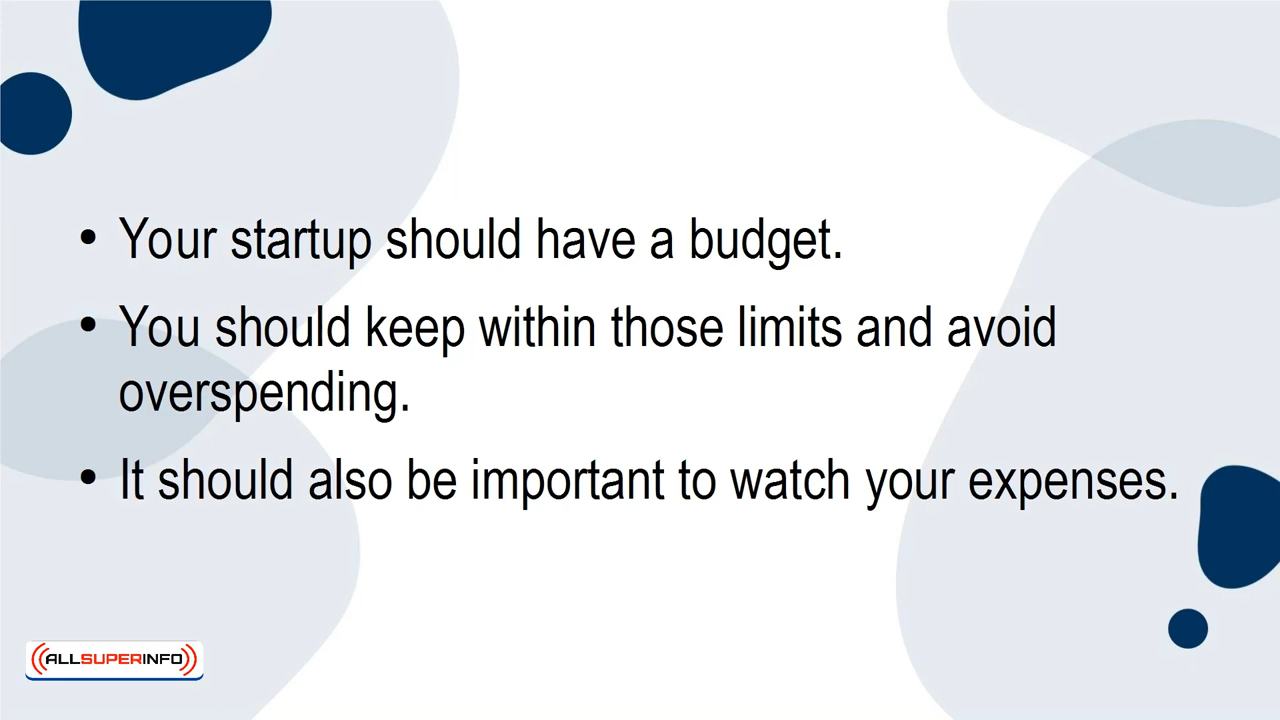 • Your startup should have a budget.
• You should keep within those limits and avoid
overspending.
• It should also be important to watch your expenses.
ALLSUPERINFO